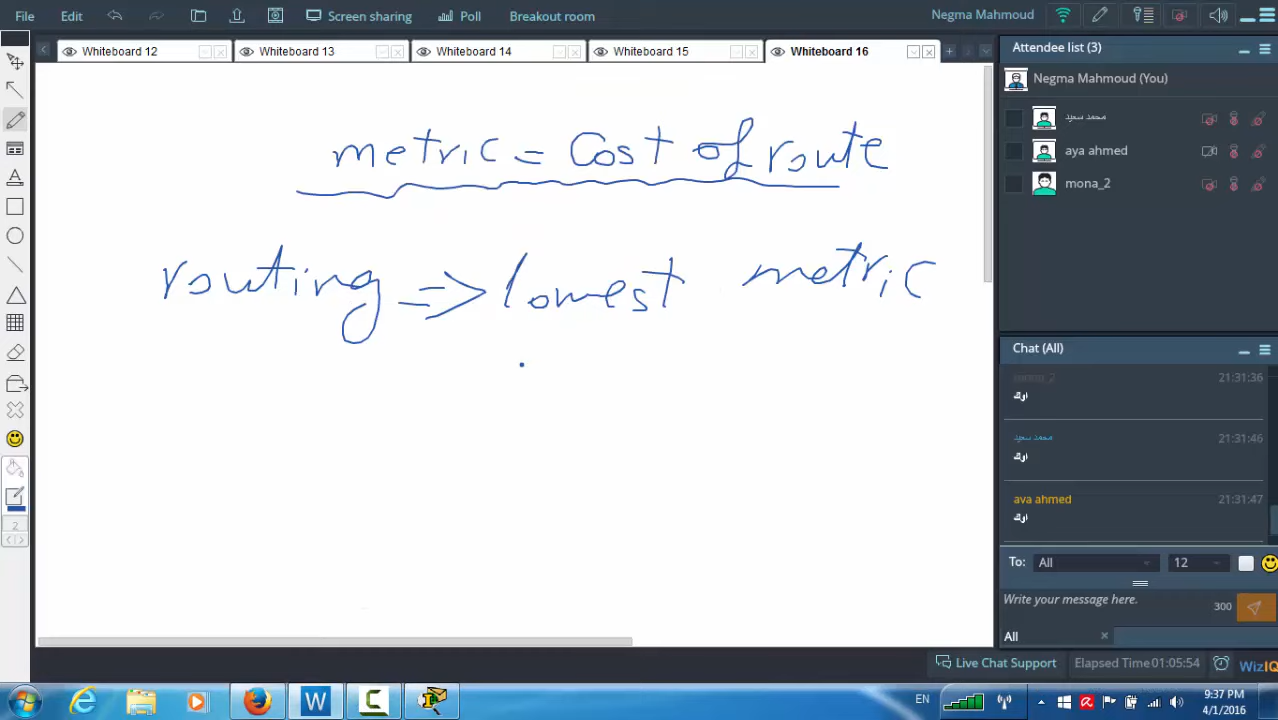 File Edit Screen sharing Poll Breakout room Negma Mahmoud
Whiteboard 12 Whiteboard 13 Whiteboard 14 Whiteboard 15 Whiteboard 16
metric = Cost of route
routing => lowest metric
Attendee list (3)
Negma Mahmoud (You)
محمد سعيد
aya ahmed
mona_2
Chat (All)
mona_2 21:31:36
اوك
محمد سعيد 21:31:46
اوك
aya ahmed 21:31:47
اوك
To: All 12
Write your message here. 300
All
Live Chat Support Elapsed Time 01:05:54 WizIQ
2
W EN 9:37 PM
4/1/2016